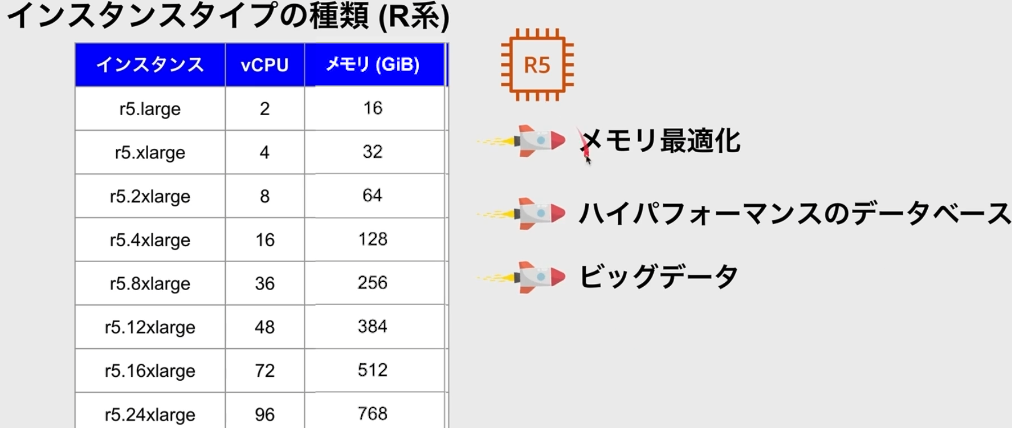 インスタンスタイプの種類 (R系)
インスタンス vCPU メモリ (GiB)
r5.large 2 16
r5.xlarge 4 32
r5.2xlarge 8 64
r5.4xlarge 16 128
r5.8xlarge 36 256
r5.12xlarge 48 384
r5.16xlarge 72 512
r5.24xlarge 96 768
R5
メモリ最適化
ハイパフォーマンスのデータベース
ビッグデータ